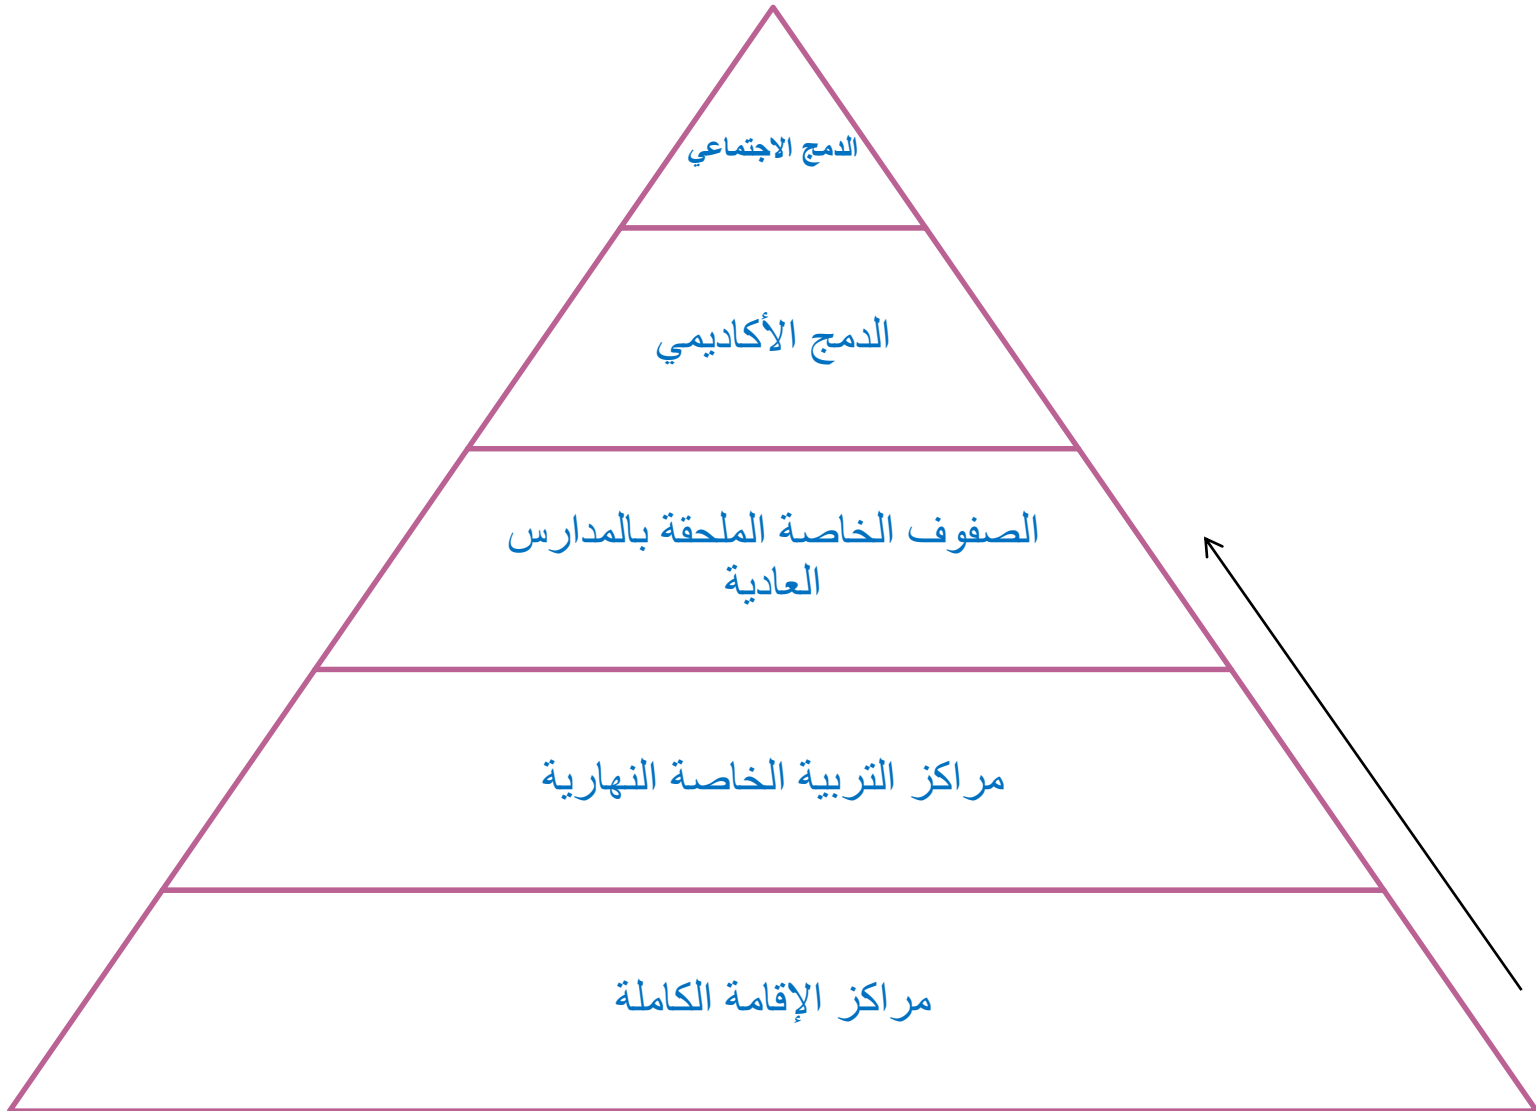 الدمج الاجتماعي
الدمج الأكاديمي
الصفوف الخاصة الملحقة بالمدارس
العادية
مراكز التربية الخاصة النهارية
مراكز الإقامة الكاملة